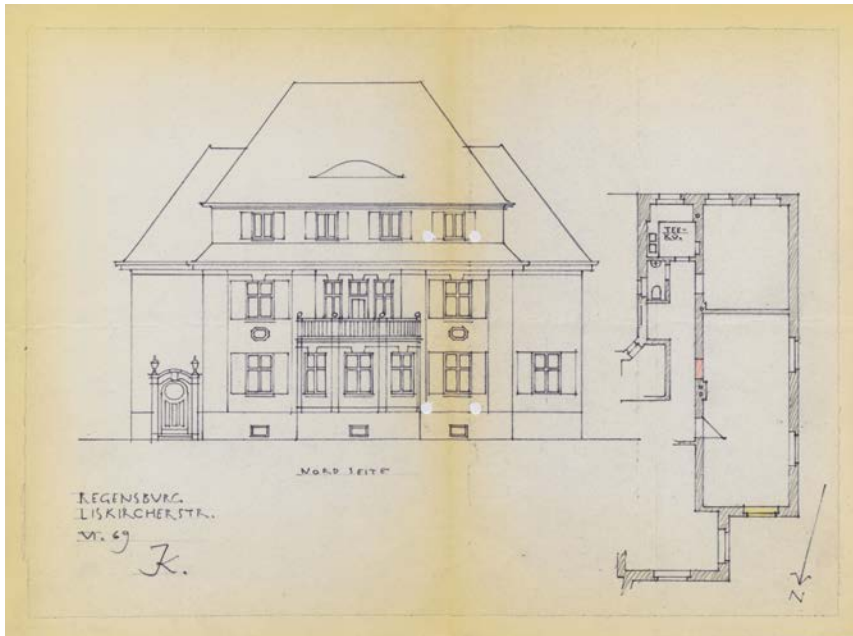 NORD SEITE
REGENSBURG
LISKIRCHERSTR.
VI. 69
K.
TEE-
KÜ.
N